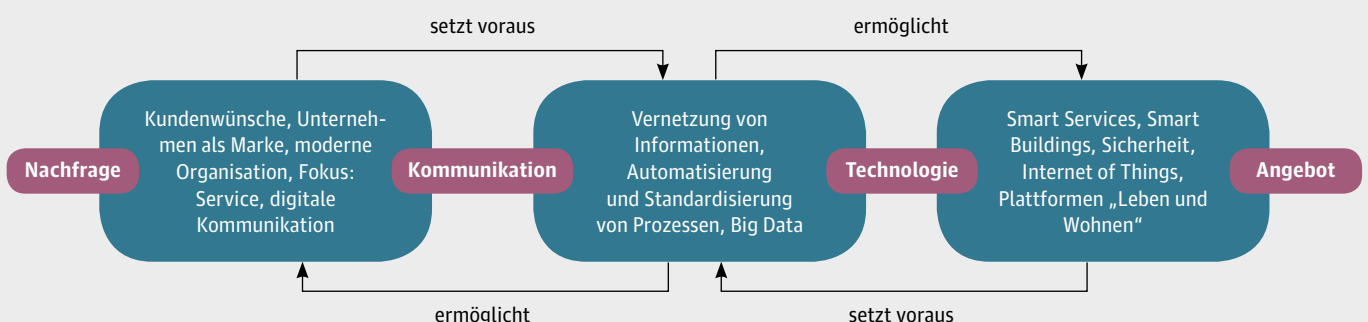 setzt voraus
ermöglicht
Nachfrage
Kundenwünsche, Unterneh-
men als Marke, moderne
Organisation, Fokus:
Service, digitale
Kommunikation
Kommunikation
Vernetzung von
Informationen,
Automatisierung
und Standardisierung
von Prozessen, Big Data
Technologie
Smart Services, Smart
Buildings, Sicherheit,
Internet of Things,
Plattformen „Leben und
Wohnen“
Angebot
ermöglicht
setzt voraus